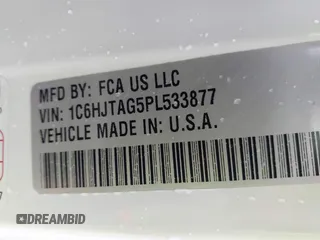 MFD BY: FCA US LLC
VIN: 1C6HJTAG5PL533877
VEHICLE MADE IN: U.S.A.
DREAMBID